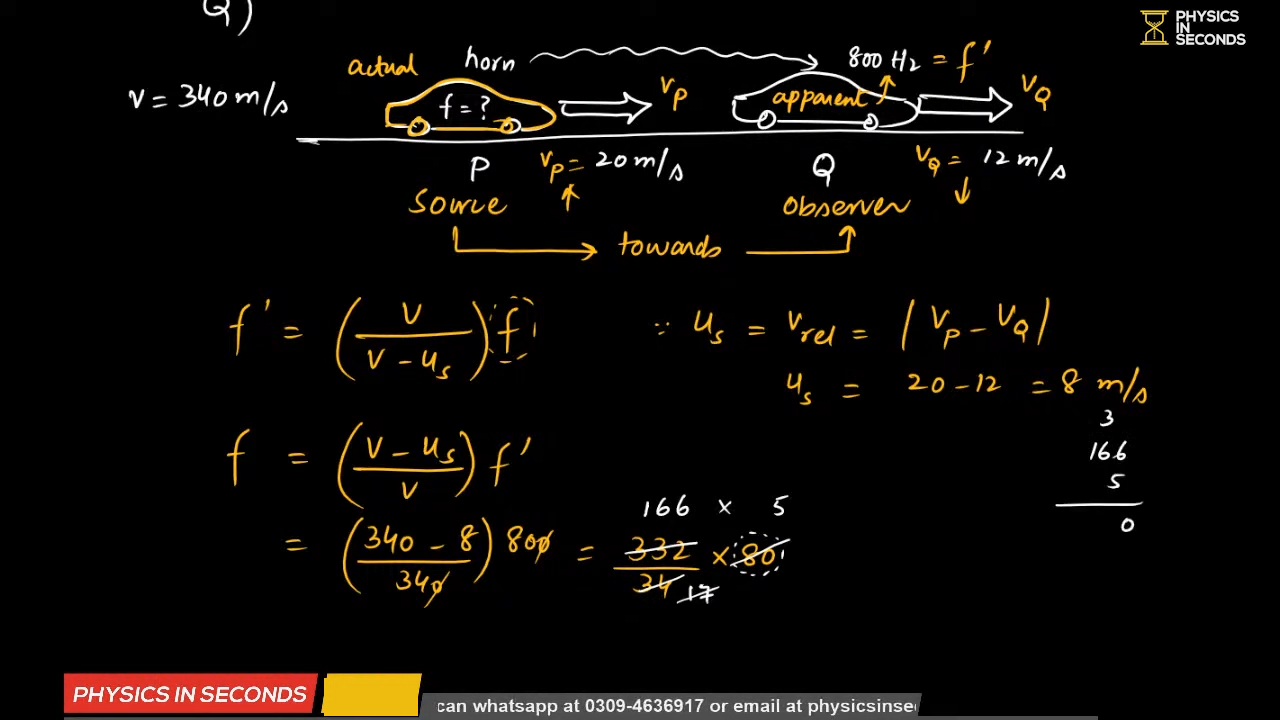 Q)
PHYSICS
IN
SECONDS
actual horn 800 Hz = f'
v = 340 m/s f = ? vP apparent vQ
P vP = 20 m/s Q vQ = 12 m/s
Source observer
towards
f' = (v / (v - us)) f ∵ us = vrel = |vP - vQ|
us = 20 - 12 = 8 m/s
f = ((v - us) / v) f'
3
166
5
0
166 × 5
= ((340 - 8) / 340) 800 = 332 / 34 × 80
17
PHYSICS IN SECONDS
can whatsapp at 0309-4636917 or email at physicsinse